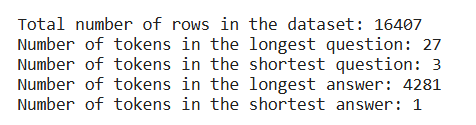 Total number of rows in the dataset: 16407
Number of tokens in the longest question: 27
Number of tokens in the shortest question: 3
Number of tokens in the longest answer: 4281
Number of tokens in the shortest answer: 1